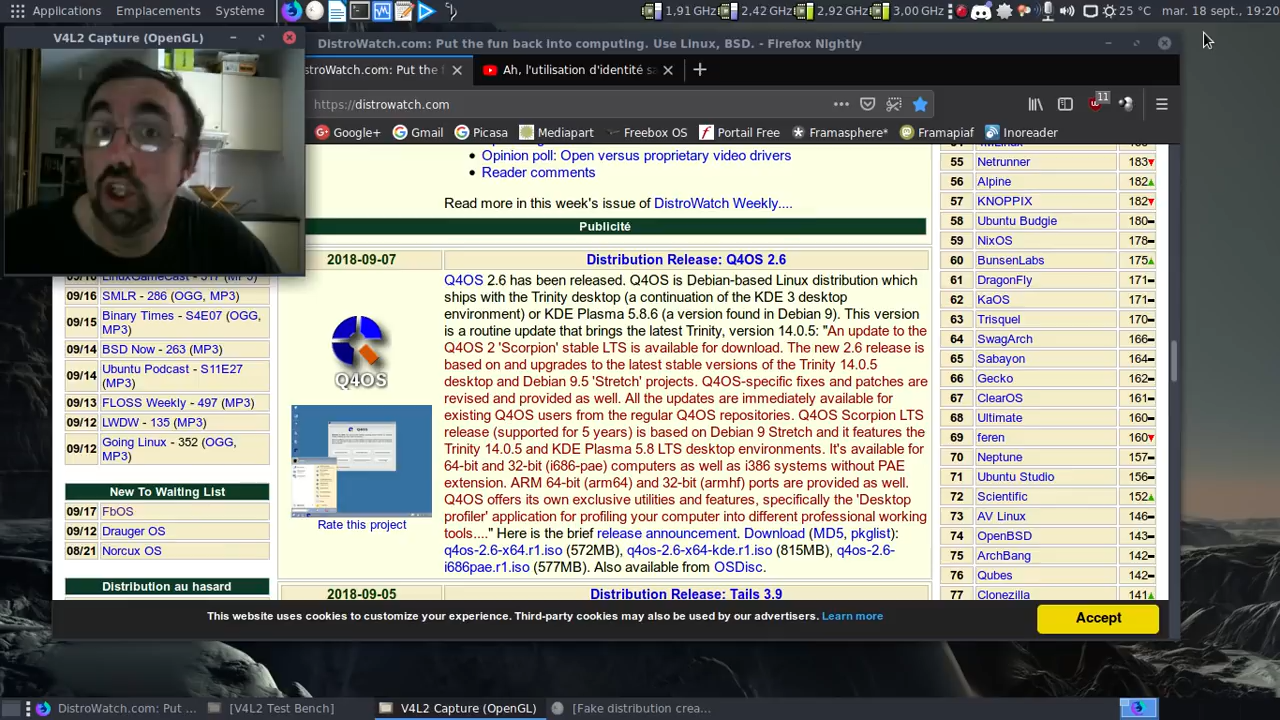 Applications Emplacements Système
1,91 GHz 2,42 GHz 2,92 GHz 3,00 GHz 25 °C mar. 18 sept., 19:20
V4L2 Capture (OpenGL)
DistroWatch.com: Put the fun back into computing. Use Linux, BSD. - Firefox Nightly
stroWatch.com: Put the f
Ah, l'utilisation d'identité sa
https://distrowatch.com
11
Google+ Gmail Picasa Mediapart Freebox OS Portail Free Framasphere* Framapiaf Inoreader
Opinion poll: Open versus proprietary video drivers
Reader comments
Read more in this week's issue of DistroWatch Weekly....
Publicité
2018-09-07
Distribution Release: Q4OS 2.6
Q4OS
Rate this project
Q4OS 2.6 has been released. Q4OS is Debian-based Linux distribution which
ships with the Trinity desktop (a continuation of the KDE 3 desktop
environment) or KDE Plasma 5.8.6 (a version found in Debian 9). This version
is a routine update that brings the latest Trinity, version 14.0.5: "An update to the
Q4OS 2 'Scorpion' stable LTS is available for download. The new 2.6 release is
based on and upgrades to the latest stable versions of the Trinity 14.0.5
desktop and Debian 9.5 'Stretch' projects. Q4OS-specific fixes and patches are
revised and provided as well. All the updates are immediately available for
existing Q4OS users from the regular Q4OS repositories. Q4OS Scorpion LTS
release (supported for 5 years) is based on Debian 9 Stretch and it features the
Trinity 14.0.5 and KDE Plasma 5.8 LTS desktop environments. It's available for
64-bit and 32-bit (i686-pae) computers as well as i386 systems without PAE
extension. ARM 64-bit (arm64) and 32-bit (armhf) ports are provided as well.
Q4OS offers its own exclusive utilities and features, specifically the 'Desktop
profiler' application for profiling your computer into different professional working
tools...." Here is the brief release announcement. Download (MD5, pkglist):
q4os-2.6-x64.r1.iso (572MB), q4os-2.6-x64-kde.r1.iso (815MB), q4os-2.6-
i686pae.r1.iso (577MB). Also available from OSDisc.
2018-09-05
Distribution Release: Tails 3.9
09/16 LinuxGameCast - 317 (MP3)
09/16 SMLR - 286 (OGG, MP3)
09/15 Binary Times - S4E07 (OGG,
MP3)
09/14 BSD Now - 263 (MP3)
09/14 Ubuntu Podcast - S11E27
(MP3)
09/13 FLOSS Weekly - 497 (MP3)
09/12 LWDW - 135 (MP3)
09/12 Going Linux - 352 (OGG,
MP3)
New To Waiting List
09/17 FbOS
09/12 Drauger OS
08/21 Norcux OS
Distribution au hasard
55 Netrunner 183
56 Alpine 182
57 KNOPPIX 182
58 Ubuntu Budgie 180
59 NixOS 178
60 BunsenLabs 175
61 DragonFly 171
62 KaOS 171
63 Trisquel 170
64 SwagArch 166
65 Sabayon 164
66 Gecko 162
67 ClearOS 161
68 Ultimate 160
69 feren 160
70 Neptune 157
71 Ubuntu Studio 156
72 Scientific 152
73 AV Linux 146
74 OpenBSD 143
75 ArchBang 142
76 Qubes 142
77 Clonezilla 141
This website uses cookies to customize your experience. Third-party cookies may also be used by our advertisers. Learn more
Accept
DistroWatch.com: Put ... [V4L2 Test Bench] V4L2 Capture (OpenGL) [Fake distribution crea...